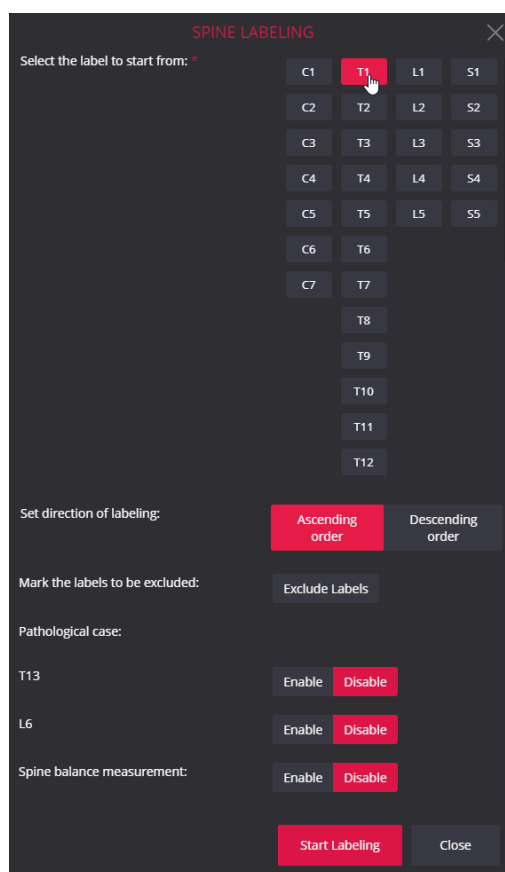 SPINE LABELING
Select the label to start from: *
C1 T1 L1 S1
C2 T2 L2 S2
C3 T3 L3 S3
C4 T4 L4 S4
C5 T5 L5 S5
C6 T6
C7 T7
T8
T9
T10
T11
T12
Set direction of labeling:
Ascending
order
Descending
order
Mark the labels to be excluded:
Exclude Labels
Pathological case:
T13
Enable Disable
L6
Enable Disable
Spine balance measurement:
Enable Disable
Start Labeling Close